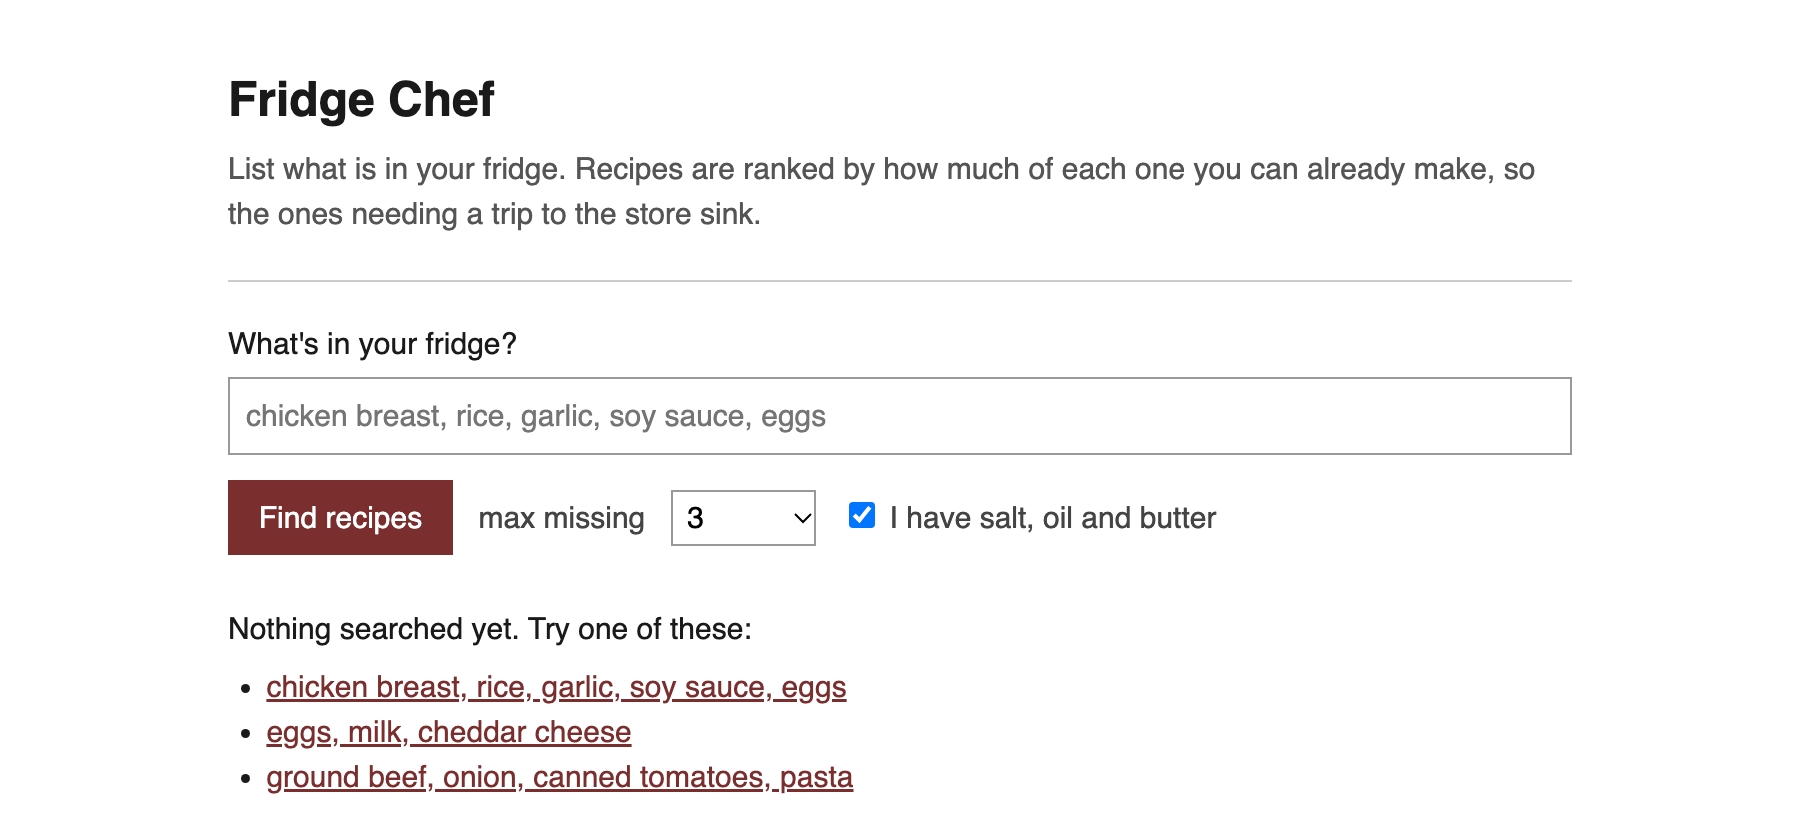 Fridge Chef
List what is in your fridge. Recipes are ranked by how much of each one you can already make, so
the ones needing a trip to the store sink.
What's in your fridge?
chicken breast, rice, garlic, soy sauce, eggs
Find recipes max missing 3 I have salt, oil and butter
Nothing searched yet. Try one of these:
chicken breast, rice, garlic, soy sauce, eggs
eggs, milk, cheddar cheese
ground beef, onion, canned tomatoes, pasta